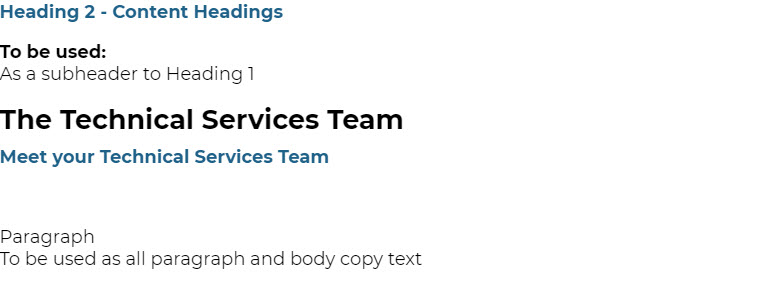 Heading 2 - Content Headings
To be used:
As a subheader to Heading 1
The Technical Services Team
Meet your Technical Services Team
Paragraph
To be used as all paragraph and body copy text